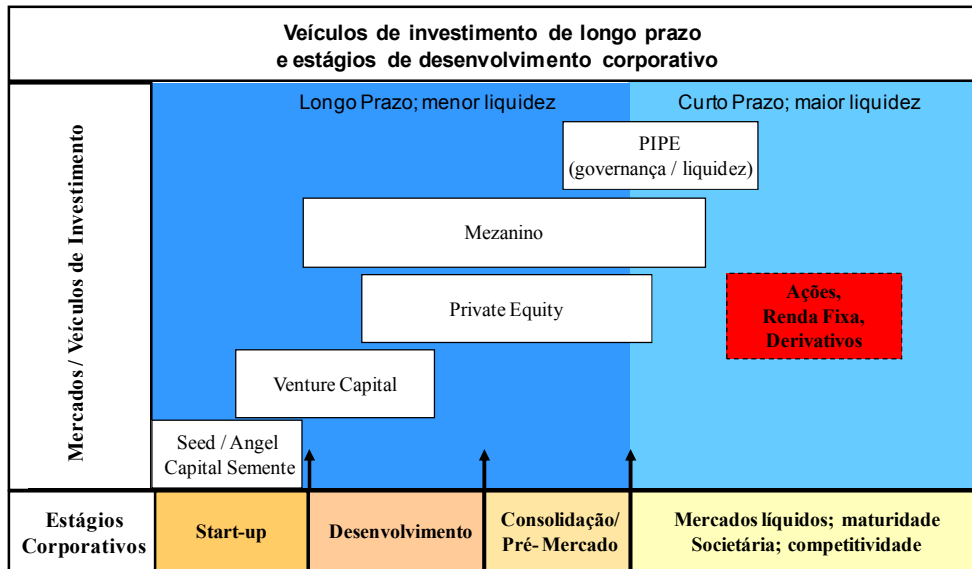 Veículos de investimento de longo prazo
e estágios de desenvolvimento corporativo
Longo Prazo; menor liquidez
Curto Prazo; maior liquidez
Mercados / Veículos de Investimento
PIPE
(governança / liquidez)
Mezanino
Private Equity
Ações,
Renda Fixa,
Derivativos
Venture Capital
Seed / Angel
Capital Semente
Estágios
Corporativos
Start-up
Desenvolvimento
Consolidação/
Pré- Mercado
Mercados líquidos; maturidade
Societária; competitividade